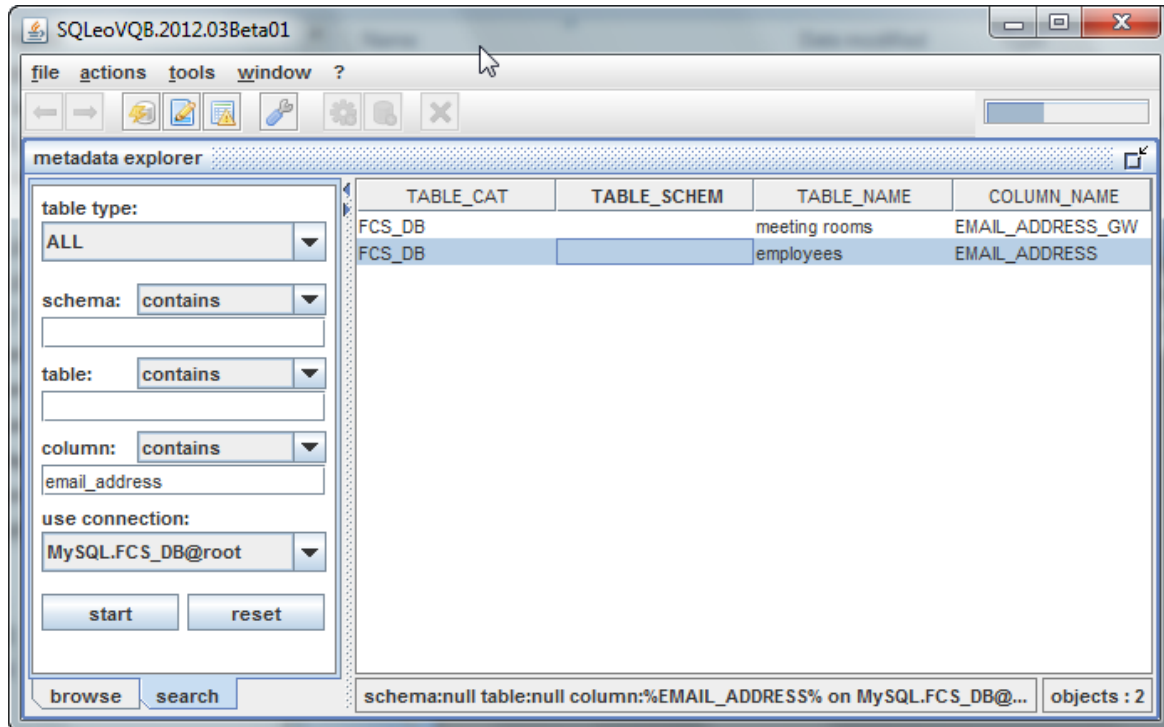 SQLeoVQB.2012.03Beta01
file actions tools window ?
metadata explorer
table type:
ALL
schema: contains
table: contains
column: contains
email_address
use connection:
MySQL.FCS_DB@root
start reset
browse search
TABLE_CAT TABLE_SCHEM TABLE_NAME COLUMN_NAME
FCS_DB meeting rooms EMAIL_ADDRESS_GW
FCS_DB employees EMAIL_ADDRESS
schema:null table:null column:%EMAIL_ADDRESS% on MySQL.FCS_DB@... objects : 2